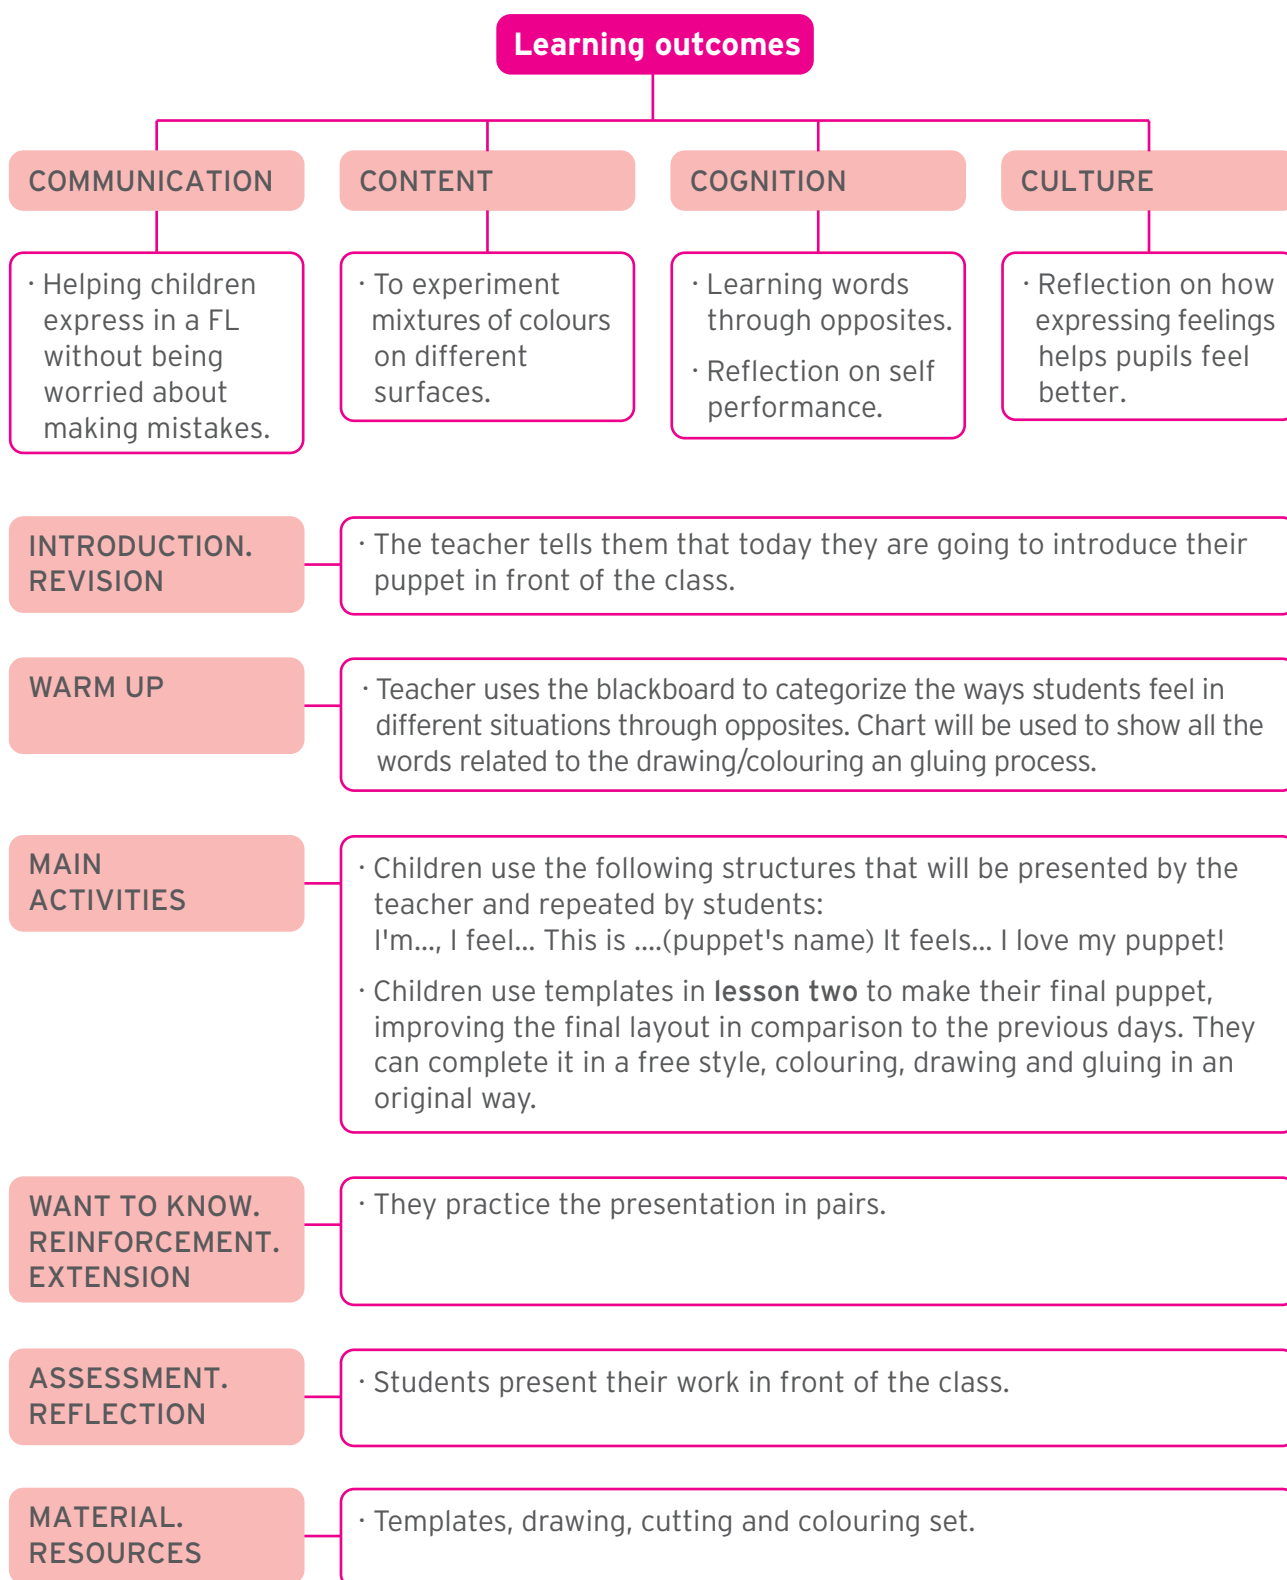 Learning outcomes
COMMUNICATION
CONTENT
COGNITION
CULTURE
· Helping children
express in a FL
without being
worried about
making mistakes.
· To experiment
mixtures of colours
on different
surfaces.
· Learning words
through opposites.
· Reflection on self
performance.
· Reflection on how
expressing feelings
helps pupils feel
better.
INTRODUCTION.
REVISION
· The teacher tells them that today they are going to introduce their
puppet in front of the class.
WARM UP
· Teacher uses the blackboard to categorize the ways students feel in
different situations through opposites. Chart will be used to show all the
words related to the drawing/colouring an gluing process.
MAIN
ACTIVITIES
· Children use the following structures that will be presented by the
teacher and repeated by students:
I'm..., I feel... This is ....(puppet's name) It feels... I love my puppet!
· Children use templates in lesson two to make their final puppet,
improving the final layout in comparison to the previous days. They
can complete it in a free style, colouring, drawing and gluing in an
original way.
WANT TO KNOW.
REINFORCEMENT.
EXTENSION
· They practice the presentation in pairs.
ASSESSMENT.
REFLECTION
· Students present their work in front of the class.
MATERIAL.
RESOURCES
· Templates, drawing, cutting and colouring set.